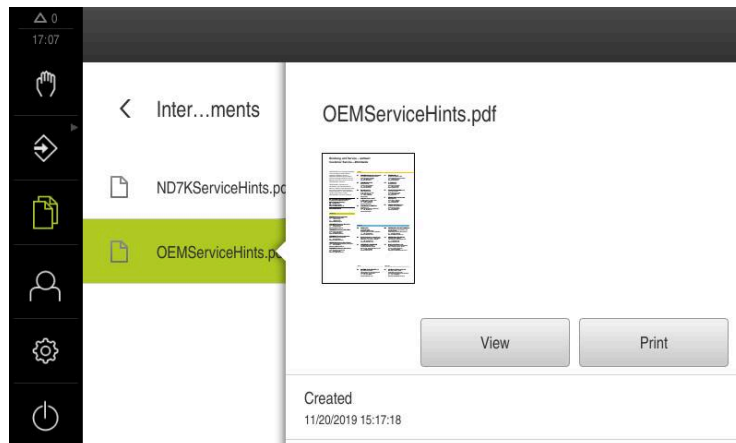 △ 0
17:07
Inter…ments
ND7KServiceHints.pd
OEMServiceHints.pd
OEMServiceHints.pdf
View
Print
Created
11/20/2019 15:17:18